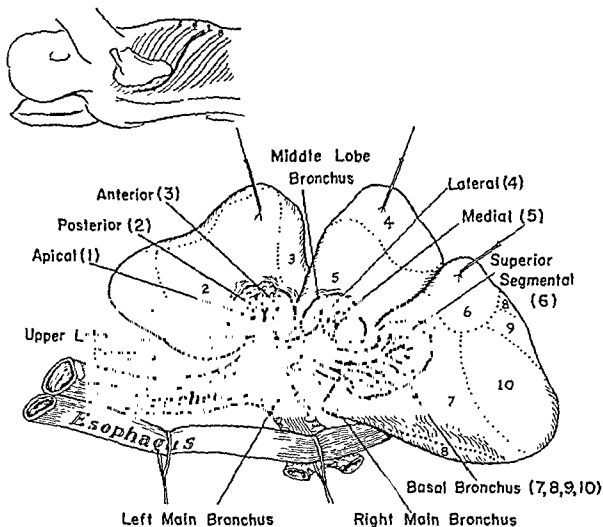 Middle Lobe
Bronchus
Anterior (3)
Lateral (4)
Posterior (2)
Medial (5)
Apical (1)
Superior
Segmental
(6)
4
3
5
2
6
8
9
10
7
8
Upper
Esophagus
Basal Bronchus (7,8,9,10)
Left Main Bronchus
Right Main Bronchus